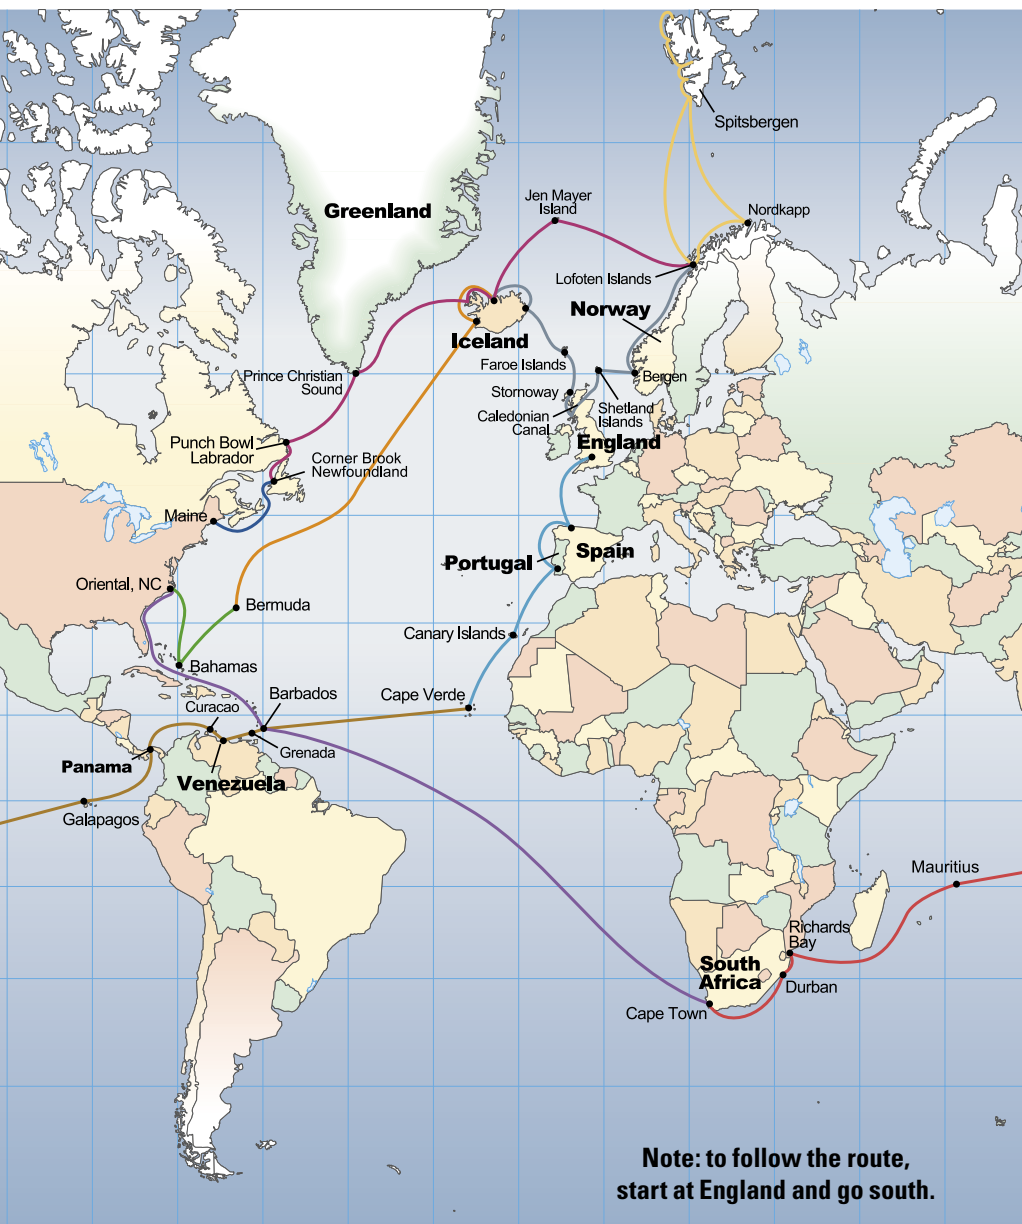 Spitsbergen
Jen Mayer
Island
Nordkapp
Greenland
Lofoten Islands
Norway
Iceland
Faroe Islands
Prince Christian
Sound
Bergen
Stornoway
Shetland
Islands
Caledonian
Canal
England
Punch Bowl
Labrador
Corner Brook
Newfoundland
Maine
Portugal
Spain
Oriental, NC
Bermuda
Canary Islands
Bahamas
Barbados
Cape Verde
Curacao
Grenada
Panama
Venezuela
Galapagos
Mauritius
Richards
Bay
South
Africa
Durban
Cape Town
Note: to follow the route,
start at England and go south.